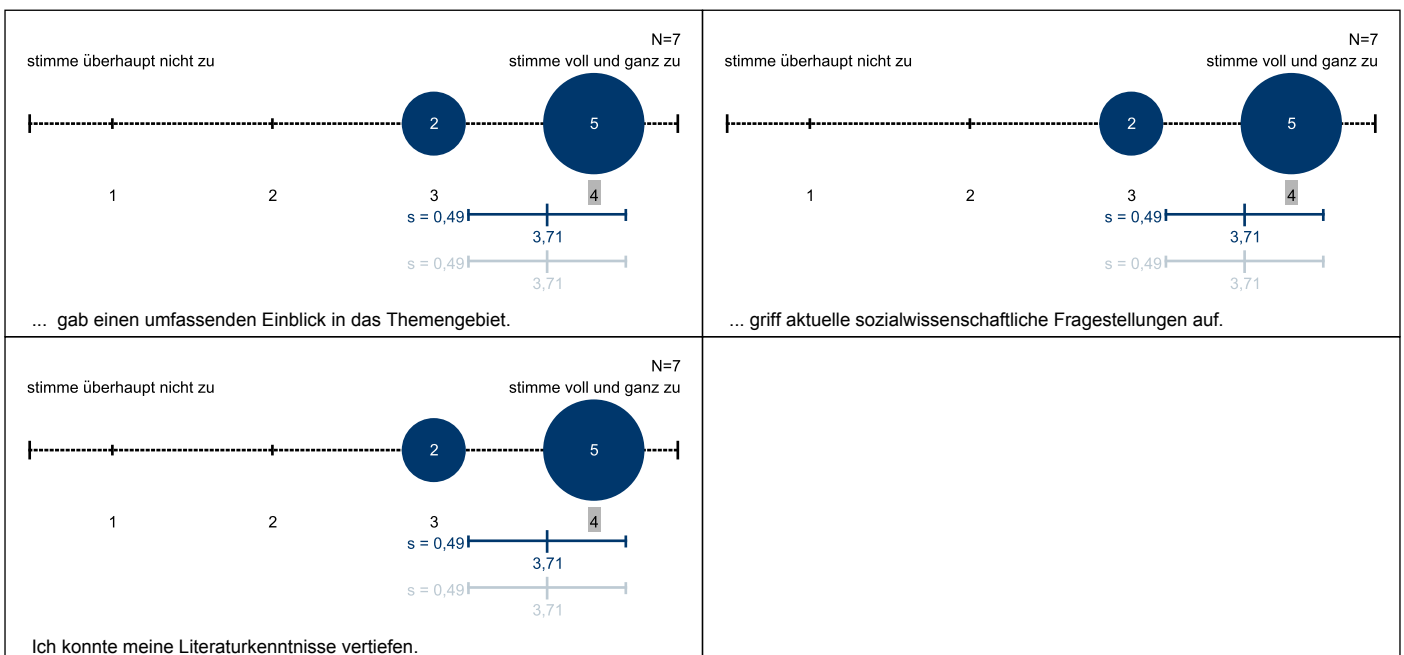 N=7
stimme überhaupt nicht zu stimme voll und ganz zu
2 5
1 2 3 4
s = 0,49
3,71
s = 0,49
3,71
... gab einen umfassenden Einblick in das Themengebiet.
N=7
stimme überhaupt nicht zu stimme voll und ganz zu
2 5
1 2 3 4
s = 0,49
3,71
s = 0,49
3,71
... griff aktuelle sozialwissenschaftliche Fragestellungen auf.
N=7
stimme überhaupt nicht zu stimme voll und ganz zu
2 5
1 2 3 4
s = 0,49
3,71
s = 0,49
3,71
Ich konnte meine Literaturkenntnisse vertiefen.